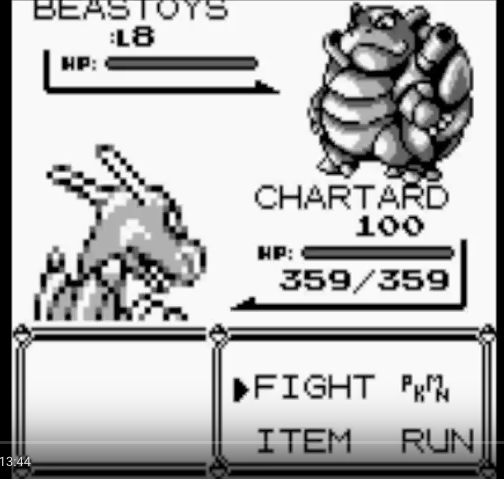 BEASTOYS
:L8
HP:
CHARTARD
100
HP:
359/359
FIGHT PKMN
ITEM RUN
13:44